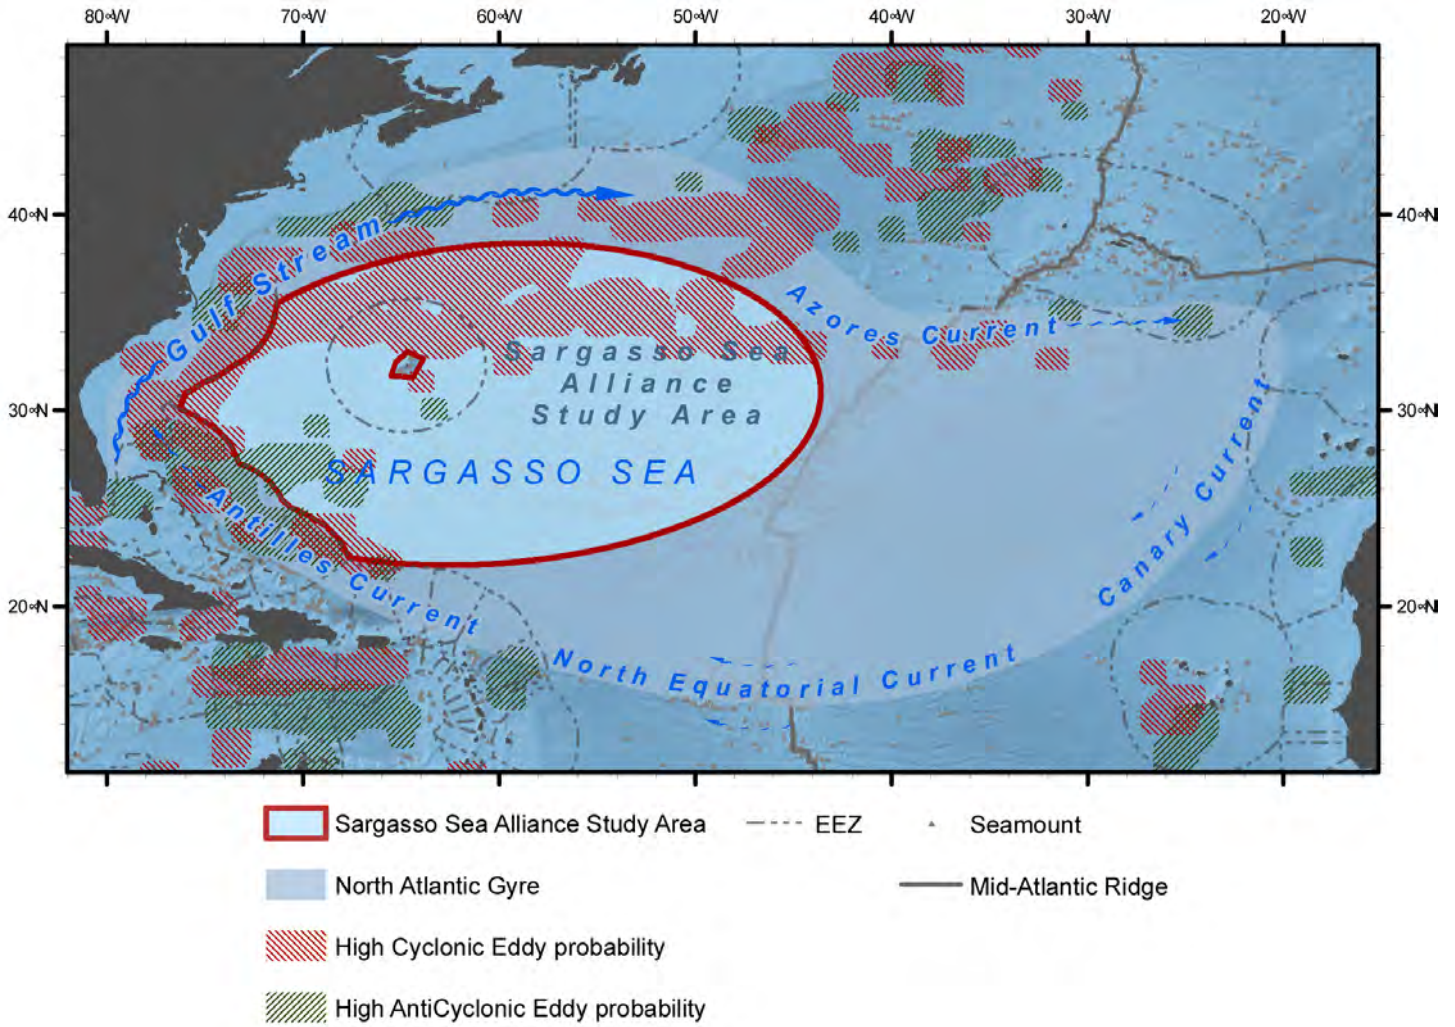 80°W 70°W 60°W 50°W 40°W 30°W 20°W
40°N 40°N
Gulf Stream
Azores Current
Sargasso Sea
Alliance
Study Area
30°N 30°N
SARGASSO SEA
Antilles Current
Canary Current
20°N 20°N
North Equatorial Current
Sargasso Sea Alliance Study Area
EEZ
Seamount
North Atlantic Gyre
Mid-Atlantic Ridge
High Cyclonic Eddy probability
High AntiCyclonic Eddy probability